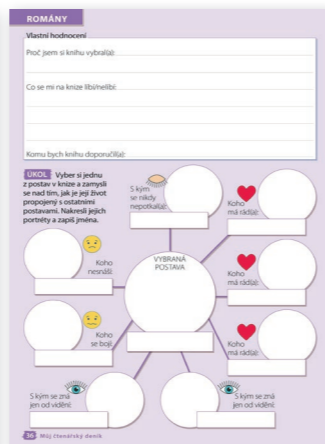 ROMÁNY
Vlastní hodnocení
Proč jsem si knihu vybral(a):
Co se mi na knize líbí/nelíbí:
Komu bych knihu doporučil(a):
ÚKOL Vyber si jednu
z postav v knize a zamysli
se nad tím, jak je její život
propojený s ostatními
postavami. Nakresli jejich
portréty a zapiš jména.
S kým
se nikdy
nepotkal(a):
Koho
má rád(a):
Koho
nesnáší:
VYBRANÁ
POSTAVA
Koho
má rád(a):
Koho
se bojí:
Koho
má rád(a):
S kým se zná
jen od vidění:
S kým se zná
jen od vidění:
36 Můj čtenářský deník